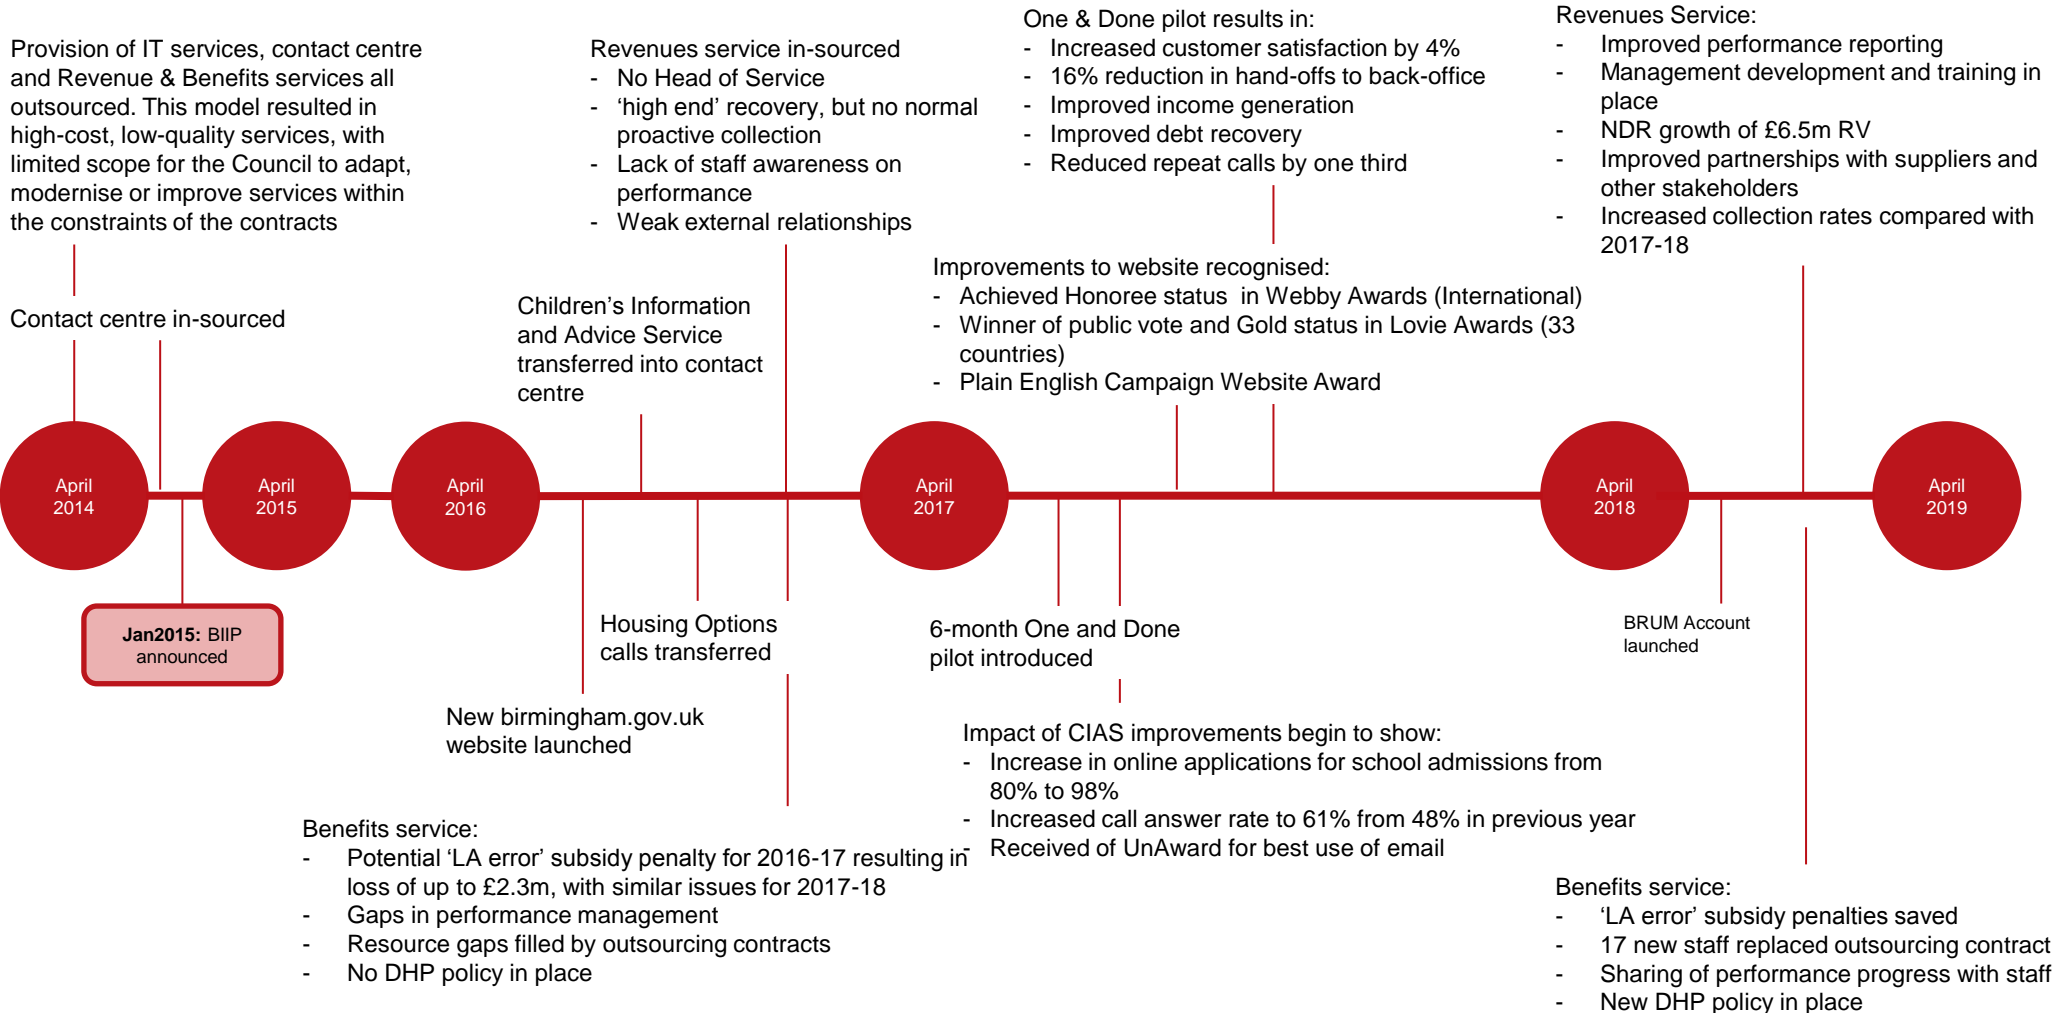 Provision of IT services, contact centre
and Revenue & Benefits services all
outsourced. This model resulted in
high-cost, low-quality services, with
limited scope for the Council to adapt,
modernise or improve services within
the constraints of the contracts
Contact centre in-sourced
Children’s Information
and Advice Service
transferred into contact
centre
Revenues service in-sourced
- No Head of Service
- ‘high end’ recovery, but no normal
proactive collection
- Lack of staff awareness on
performance
- Weak external relationships
One & Done pilot results in:
- Increased customer satisfaction by 4%
- 16% reduction in hand-offs to back-office
- Improved income generation
- Improved debt recovery
- Reduced repeat calls by one third
Improvements to website recognised:
- Achieved Honoree status in Webby Awards (International)
- Winner of public vote and Gold status in Lovie Awards (33
countries)
- Plain English Campaign Website Award
Revenues Service:
- Improved performance reporting
- Management development and training in
place
- NDR growth of £6.5m RV
- Improved partnerships with suppliers and
other stakeholders
- Increased collection rates compared with
2017-18
April
2014
April
2015
April
2016
April
2017
April
2018
April
2019
Jan2015: BIIP
announced
New birmingham.gov.uk
website launched
Housing Options
calls transferred
Benefits service:
- Potential ‘LA error’ subsidy penalty for 2016-17 resulting in
loss of up to £2.3m, with similar issues for 2017-18
- Gaps in performance management
- Resource gaps filled by outsourcing contracts
- No DHP policy in place
6-month One and Done
pilot introduced
Impact of CIAS improvements begin to show:
- Increase in online applications for school admissions from
80% to 98%
- Increased call answer rate to 61% from 48% in previous year
- Received of UnAward for best use of email
BRUM Account
launched
Benefits service:
- ‘LA error’ subsidy penalties saved
- 17 new staff replaced outsourcing contract
- Sharing of performance progress with staff
- New DHP policy in place